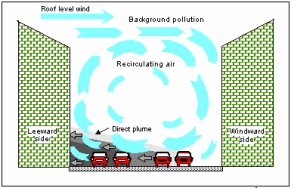 Roof level wind
Background pollution
Recirculating air
Leeward
side
Direct plume
Windward
side